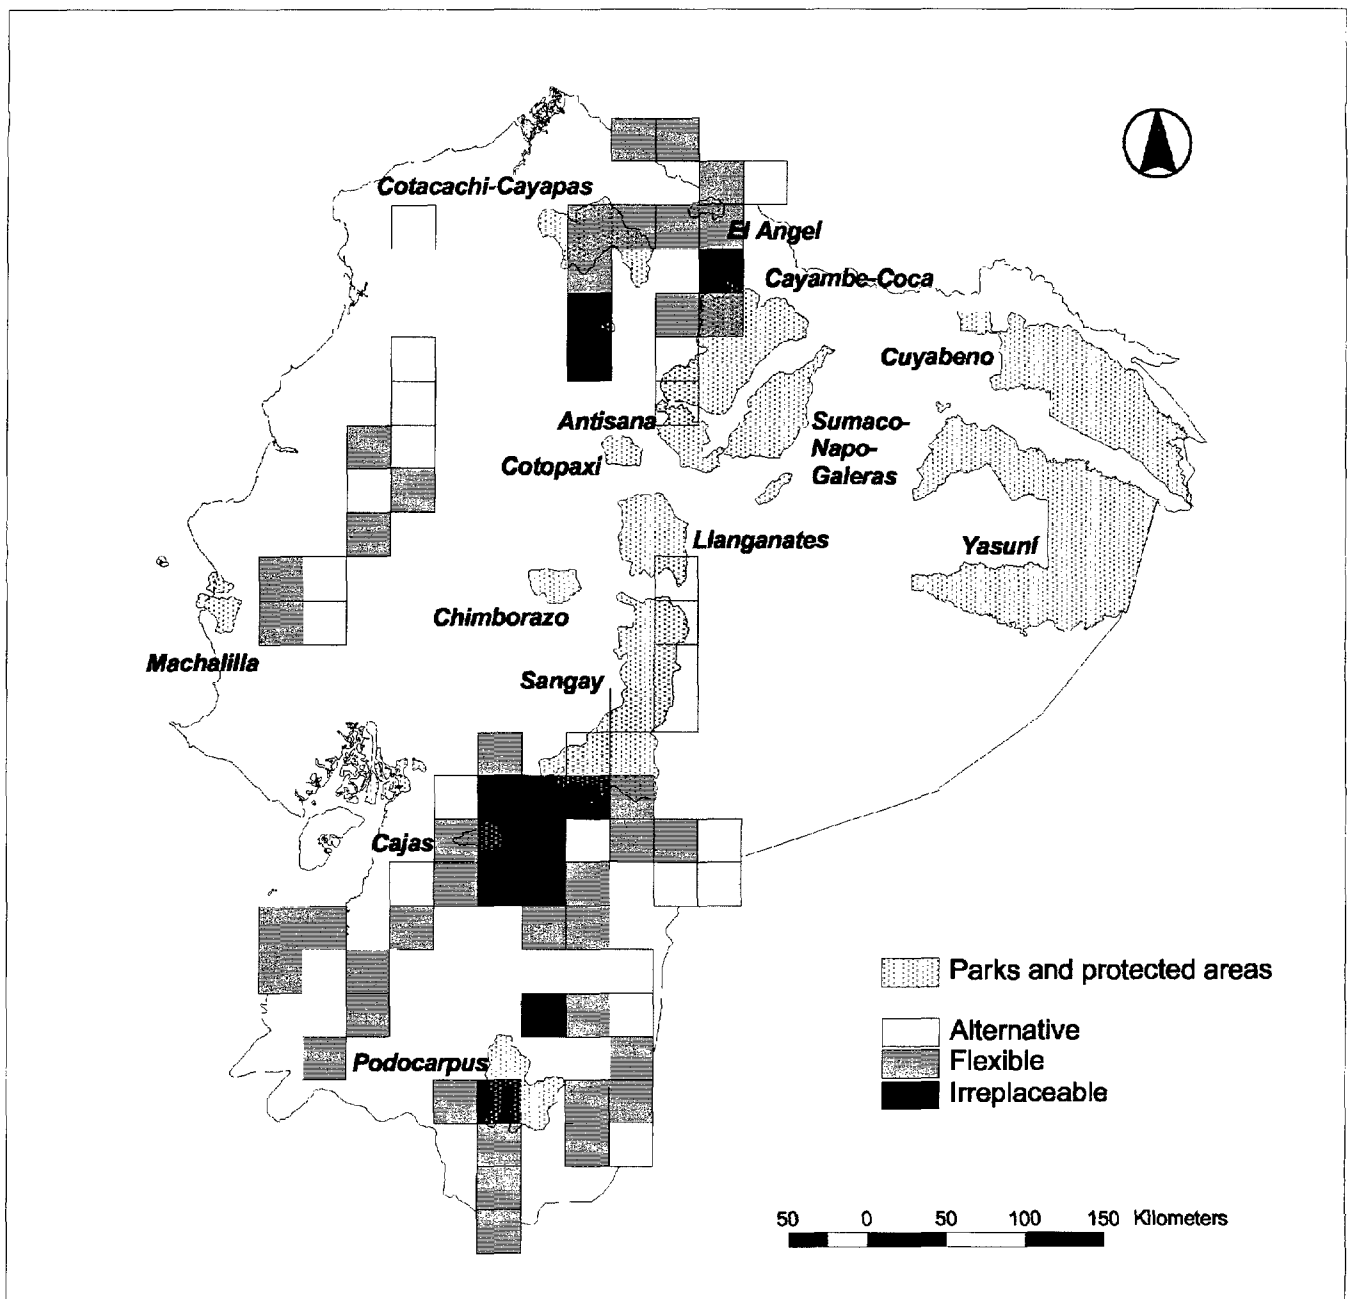 Cotacachi-Cayapas
El Angel
Cayambe-Coca
Cuyabeno
Antisana
Sumaco-
Napo-
Galeras
Cotopaxi
Llanganates
Yasuní
Chimborazo
Machalilla
Sangay
Cajas
Parks and protected areas
Alternative
Podocarpus
Flexible
Irreplaceable
50 0 50 100 150 Kilometers